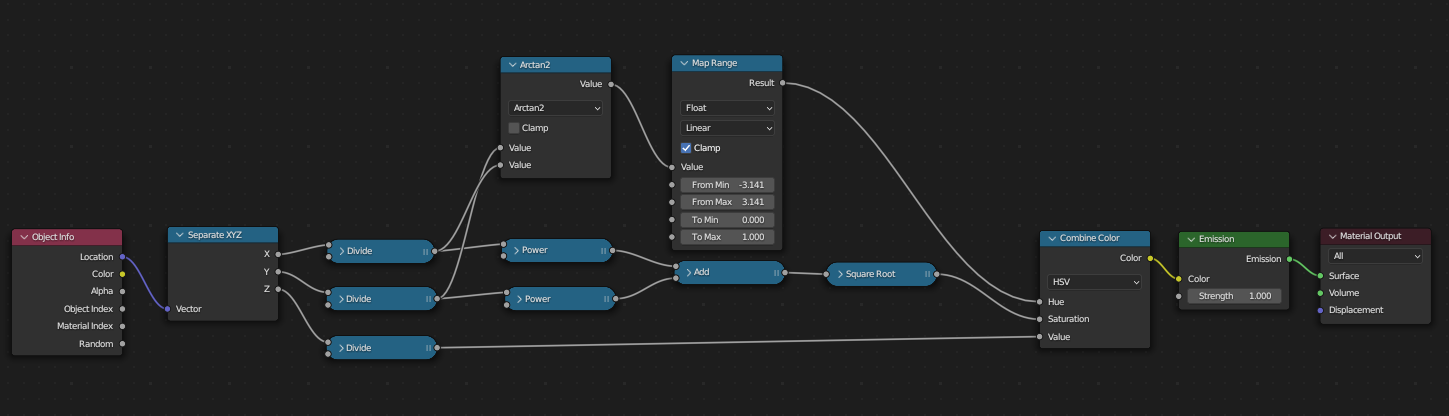 Object Info
Location
Color
Alpha
Object Index
Material Index
Random
Separate XYZ
X
Y
Z
Vector
Divide
Divide
Divide
Arctan2
Value
Arctan2
Clamp
Value
Value
Power
Power
Map Range
Result
Float
Linear
Clamp
Value
From Min -3.141
From Max 3.141
To Min 0.000
To Max 1.000
Add
Square Root
Combine Color
Color
HSV
Hue
Saturation
Value
Emission
Emission
Color
Strength 1.000
Material Output
All
Surface
Volume
Displacement